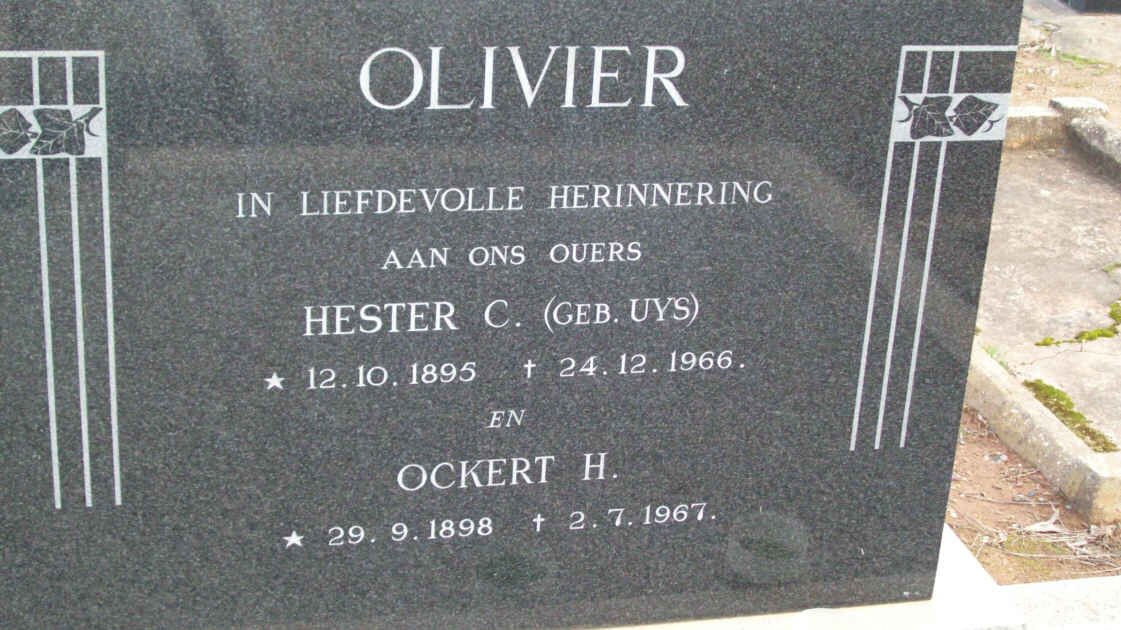 OLIVIER
IN LIEFDEVOLLE HERINNERING
AAN ONS OUERS
HESTER C. (GEB. UYS)
★ 12.10.1895 † 24.12.1966.
EN
OCKERT H.
★ 29.9.1898 † 2.7.1967.